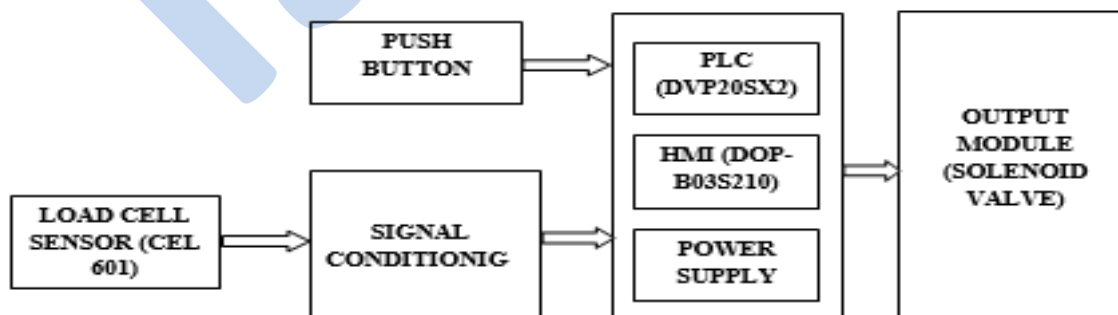 PUSH
BUTTON
PLC
(DVP20SX2)
HMI (DOP-
B03S210)
POWER
SUPPLY
OUTPUT
MODULE
(SOLENOID
VALVE)
LOAD CELL
SENSOR (CEL
601)
SIGNAL
CONDITIONIG